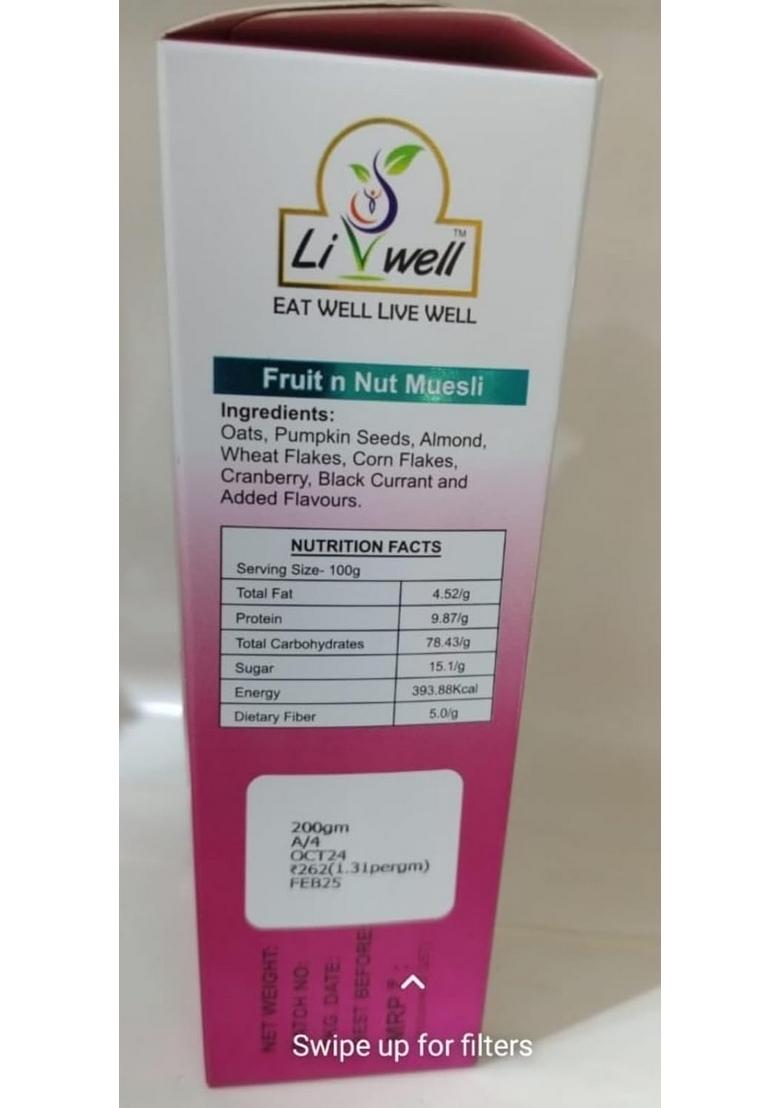 Li Vwell TM
EAT WELL LIVE WELL
Fruit n Nut Muesli
Ingredients:
Oats, Pumpkin Seeds, Almond,
Wheat Flakes, Corn Flakes,
Cranberry, Black Currant and
Added Flavours.
NUTRITION FACTS
Serving Size- 100g
Total Fat 4.52/g
Protein 9.87/g
Total Carbohydrates 78.43/g
Sugar 15.1/g
Energy 393.88Kcal
Dietary Fiber 5.0/g
200gm
A/4
OCT24
₹262(1.31pergm)
FEB25
NET WEIGHT:
TCH NO:
KG. DATE:
EST BEFORE
MRP ₹ :
Swipe up for filters